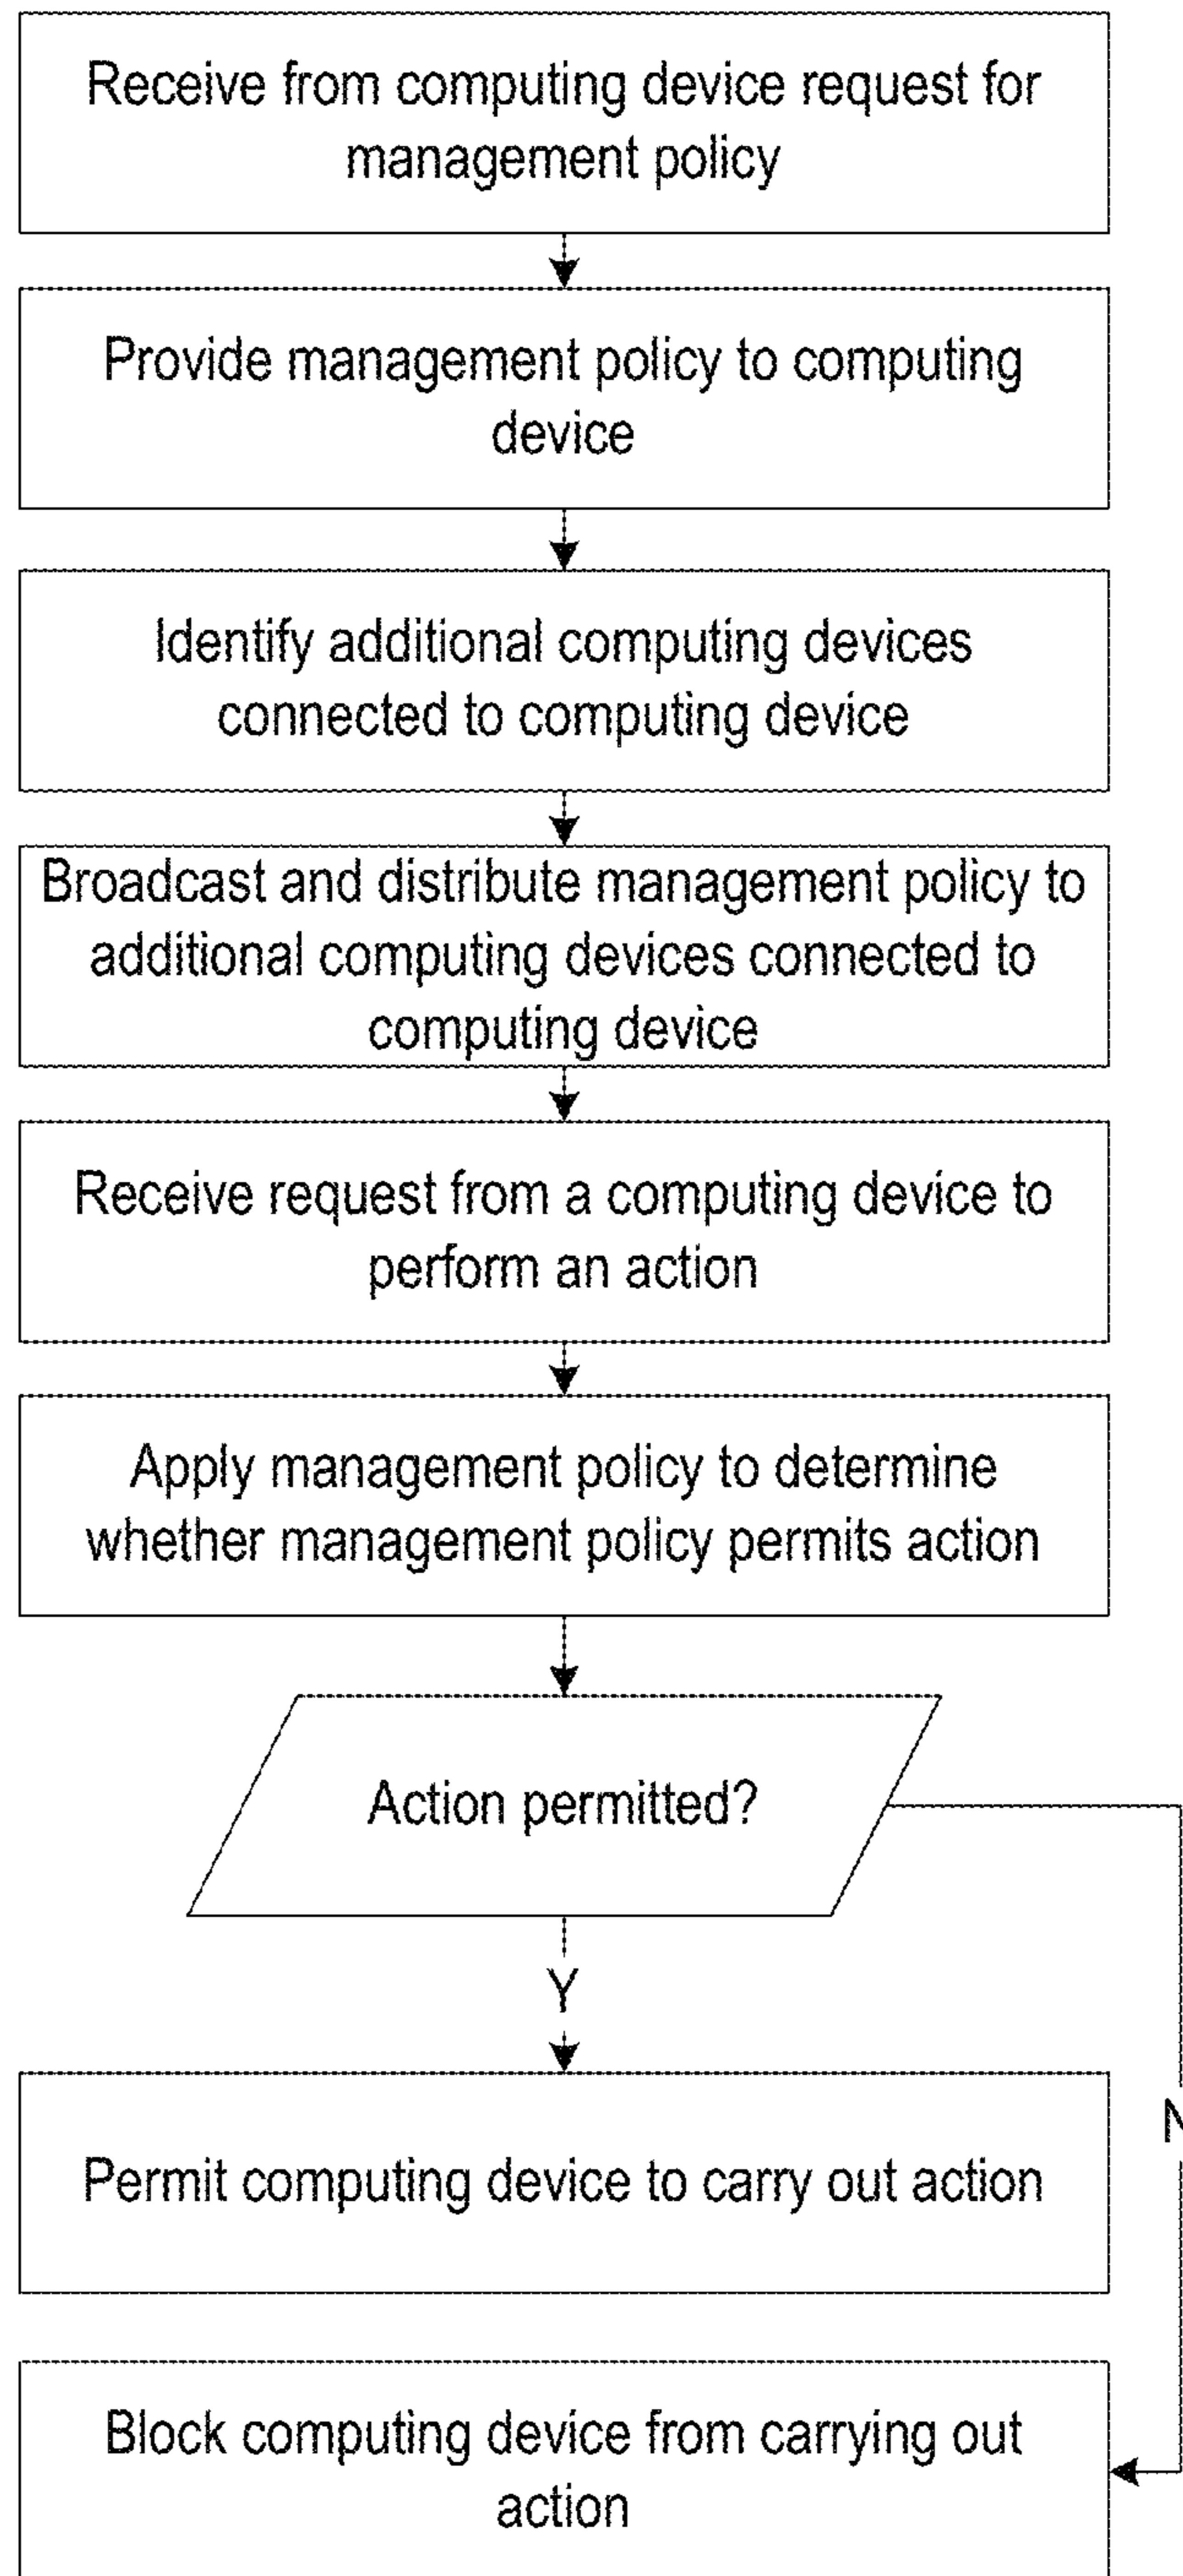 Receive from computing device request for
management policy
Provide management policy to computing
device
Identify additional computing devices
connected to computing device
Broadcast and distribute management policy to
additional computing devices connected to
computing device
Receive request from a computing device to
perform an action
Apply management policy to determine
whether management policy permits action
Action permitted?
Y
N
Permit computing device to carry out action
Block computing device from carrying out
action